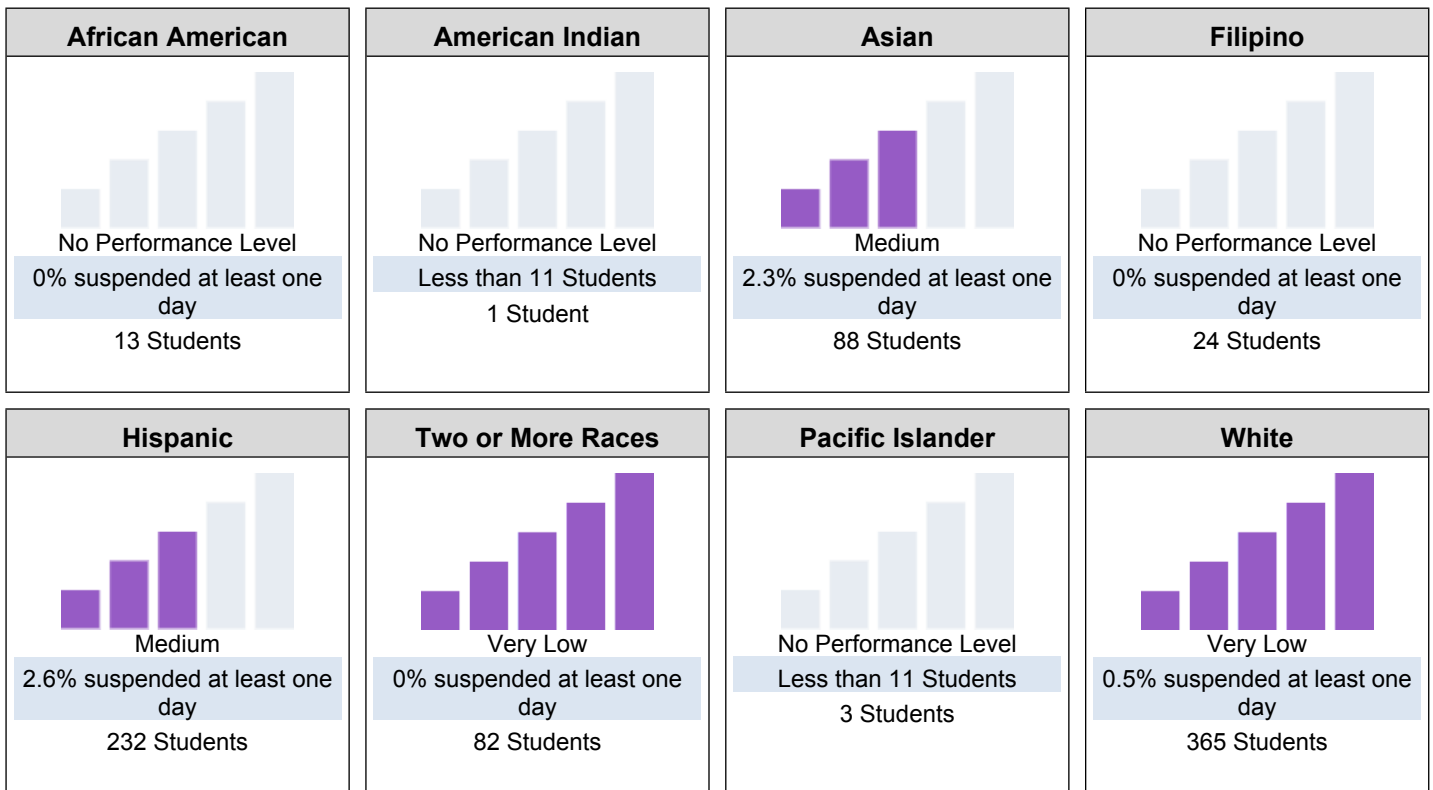 African American
No Performance Level
0% suspended at least one
day
13 Students
American Indian
No Performance Level
Less than 11 Students
1 Student
Asian
Medium
2.3% suspended at least one
day
88 Students
Filipino
No Performance Level
0% suspended at least one
day
24 Students
Hispanic
Medium
2.6% suspended at least one
day
232 Students
Two or More Races
Very Low
0% suspended at least one
day
82 Students
Pacific Islander
No Performance Level
Less than 11 Students
3 Students
White
Very Low
0.5% suspended at least one
day
365 Students